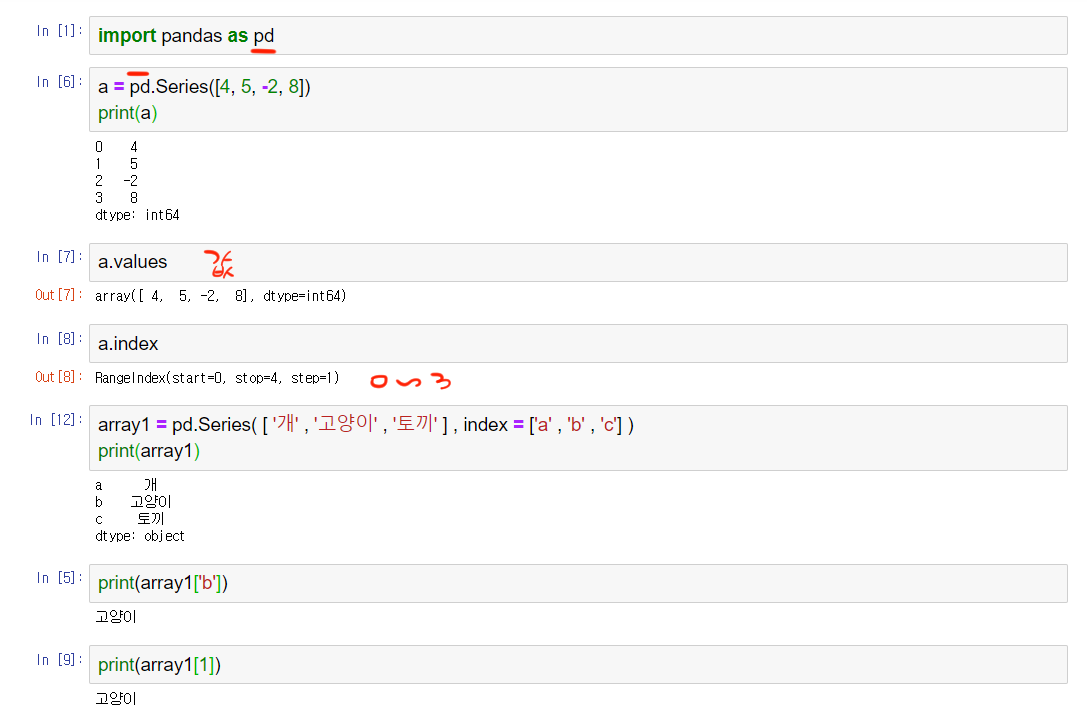 In [1]: import pandas as pd
In [6]: a = pd.Series([4, 5, -2, 8])
print(a)
0 4
1 5
2 -2
3 8
dtype: int64
In [7]: a.values 값
Out[7]: array([ 4, 5, -2, 8], dtype=int64)
In [8]: a.index
Out[8]: RangeIndex(start=0, stop=4, step=1) 0 ~ 3
In [12]: array1 = pd.Series( [ '개' , '고양이' , '토끼' ] , index = ['a' , 'b' , 'c'] )
print(array1)
a 개
b 고양이
c 토끼
dtype: object
In [5]: print(array1['b'])
고양이
In [9]: print(array1[1])
고양이